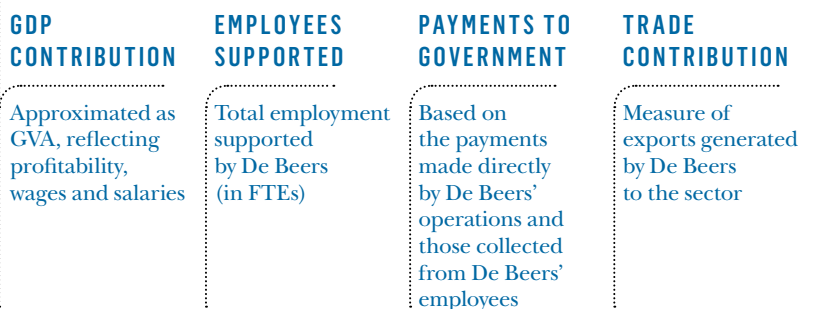 GDP
CONTRIBUTION
Approximated as
GVA, reflecting
profitability,
wages and salaries
EMPLOYEES
SUPPORTED
Total employment
supported
by De Beers
(in FTEs)
PAYMENTS TO
GOVERNMENT
Based on
the payments
made directly
by De Beers’
operations and
those collected
from De Beers’
employees
TRADE
CONTRIBUTION
Measure of
exports generated
by De Beers
to the sector